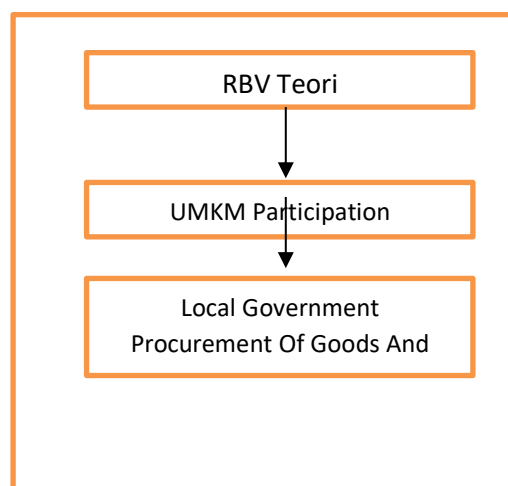 RBV Teori
UMKM Participation
Local Government
Procurement Of Goods And